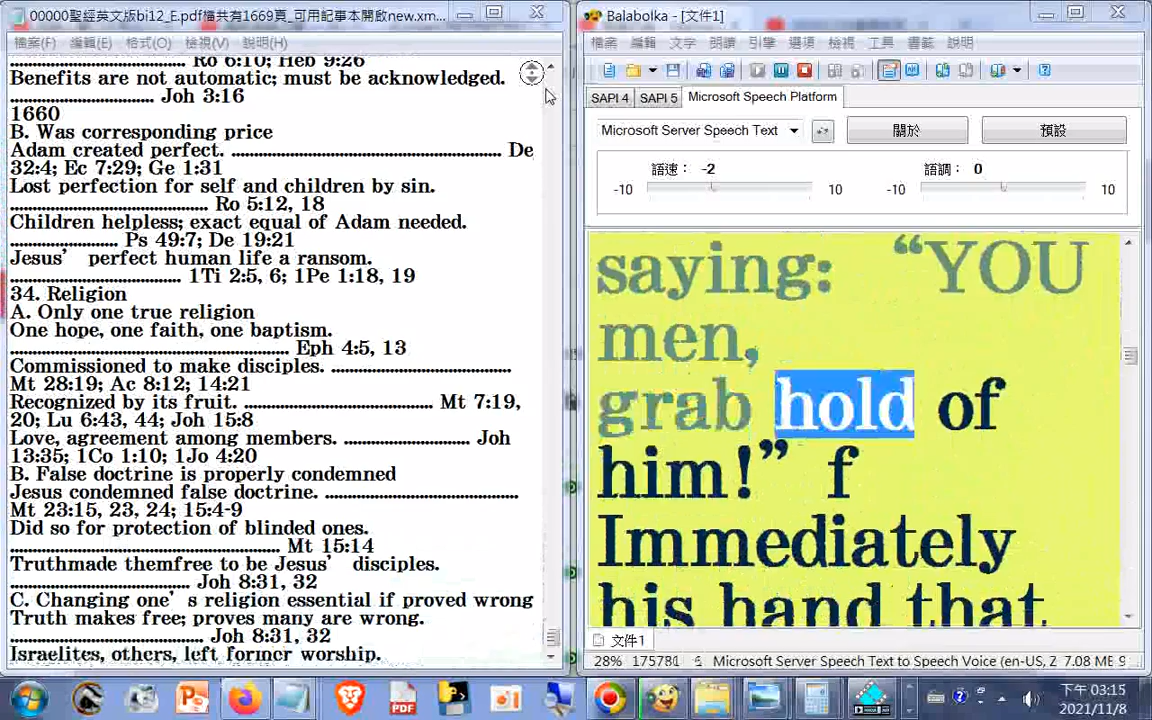 00000聖經英文版bi12_E.pdf檔共有1669頁_可用記事本開啟new.xm...
檔案(F) 編輯(E) 格式(O) 檢視(V) 說明(H)
Ro 6:10; Heb 9:26
Benefits are not automatic; must be acknowledged.
Joh 3:16
1660
B. Was corresponding price
Adam created perfect. ........ De
32:4; Ec 7:29; Ge 1:31
Lost perfection for self and children by sin.
........ Ro 5:12, 18
Children helpless; exact equal of Adam needed.
........ Ps 49:7; De 19:21
Jesus’ perfect human life a ransom.
........ 1Ti 2:5, 6; 1Pe 1:18, 19
34. Religion
A. Only one true religion
One hope, one faith, one baptism.
........ Eph 4:5, 13
Commissioned to make disciples. ........
Mt 28:19; Ac 8:12; 14:21
Recognized by its fruit. ........ Mt 7:19,
20; Lu 6:43, 44; Joh 15:8
Love, agreement among members. ........ Joh
13:35; 1Co 1:10; 1Jo 4:20
B. False doctrine is properly condemned
Jesus condemned false doctrine. ........
Mt 23:15, 23, 24; 15:4-9
Did so for protection of blinded ones.
........ Mt 15:14
Truthmade themfree to be Jesus’ disciples.
........ Joh 8:31, 32
C. Changing one’s religion essential if proved wrong
Truth makes free; proves many are wrong.
........ Joh 8:31, 32
Israelites, others, left former worship.
Balabolka - [文件1]
檔案 編輯 文字 朗讀 引擎 選項 檢視 工具 書籤 說明
SAPI 4 SAPI 5 Microsoft Speech Platform
Microsoft Server Speech Text 關於 預設
語速： -2 語調： 0
-10 10 -10 10
saying: “YOU
men,
grab hold of
him!” f
Immediately
his hand that
文件1
28% 175781 Microsoft Server Speech Text to Speech Voice (en-US, Z 7.08 MB 9
PDF
下午 03:15
2021/11/8